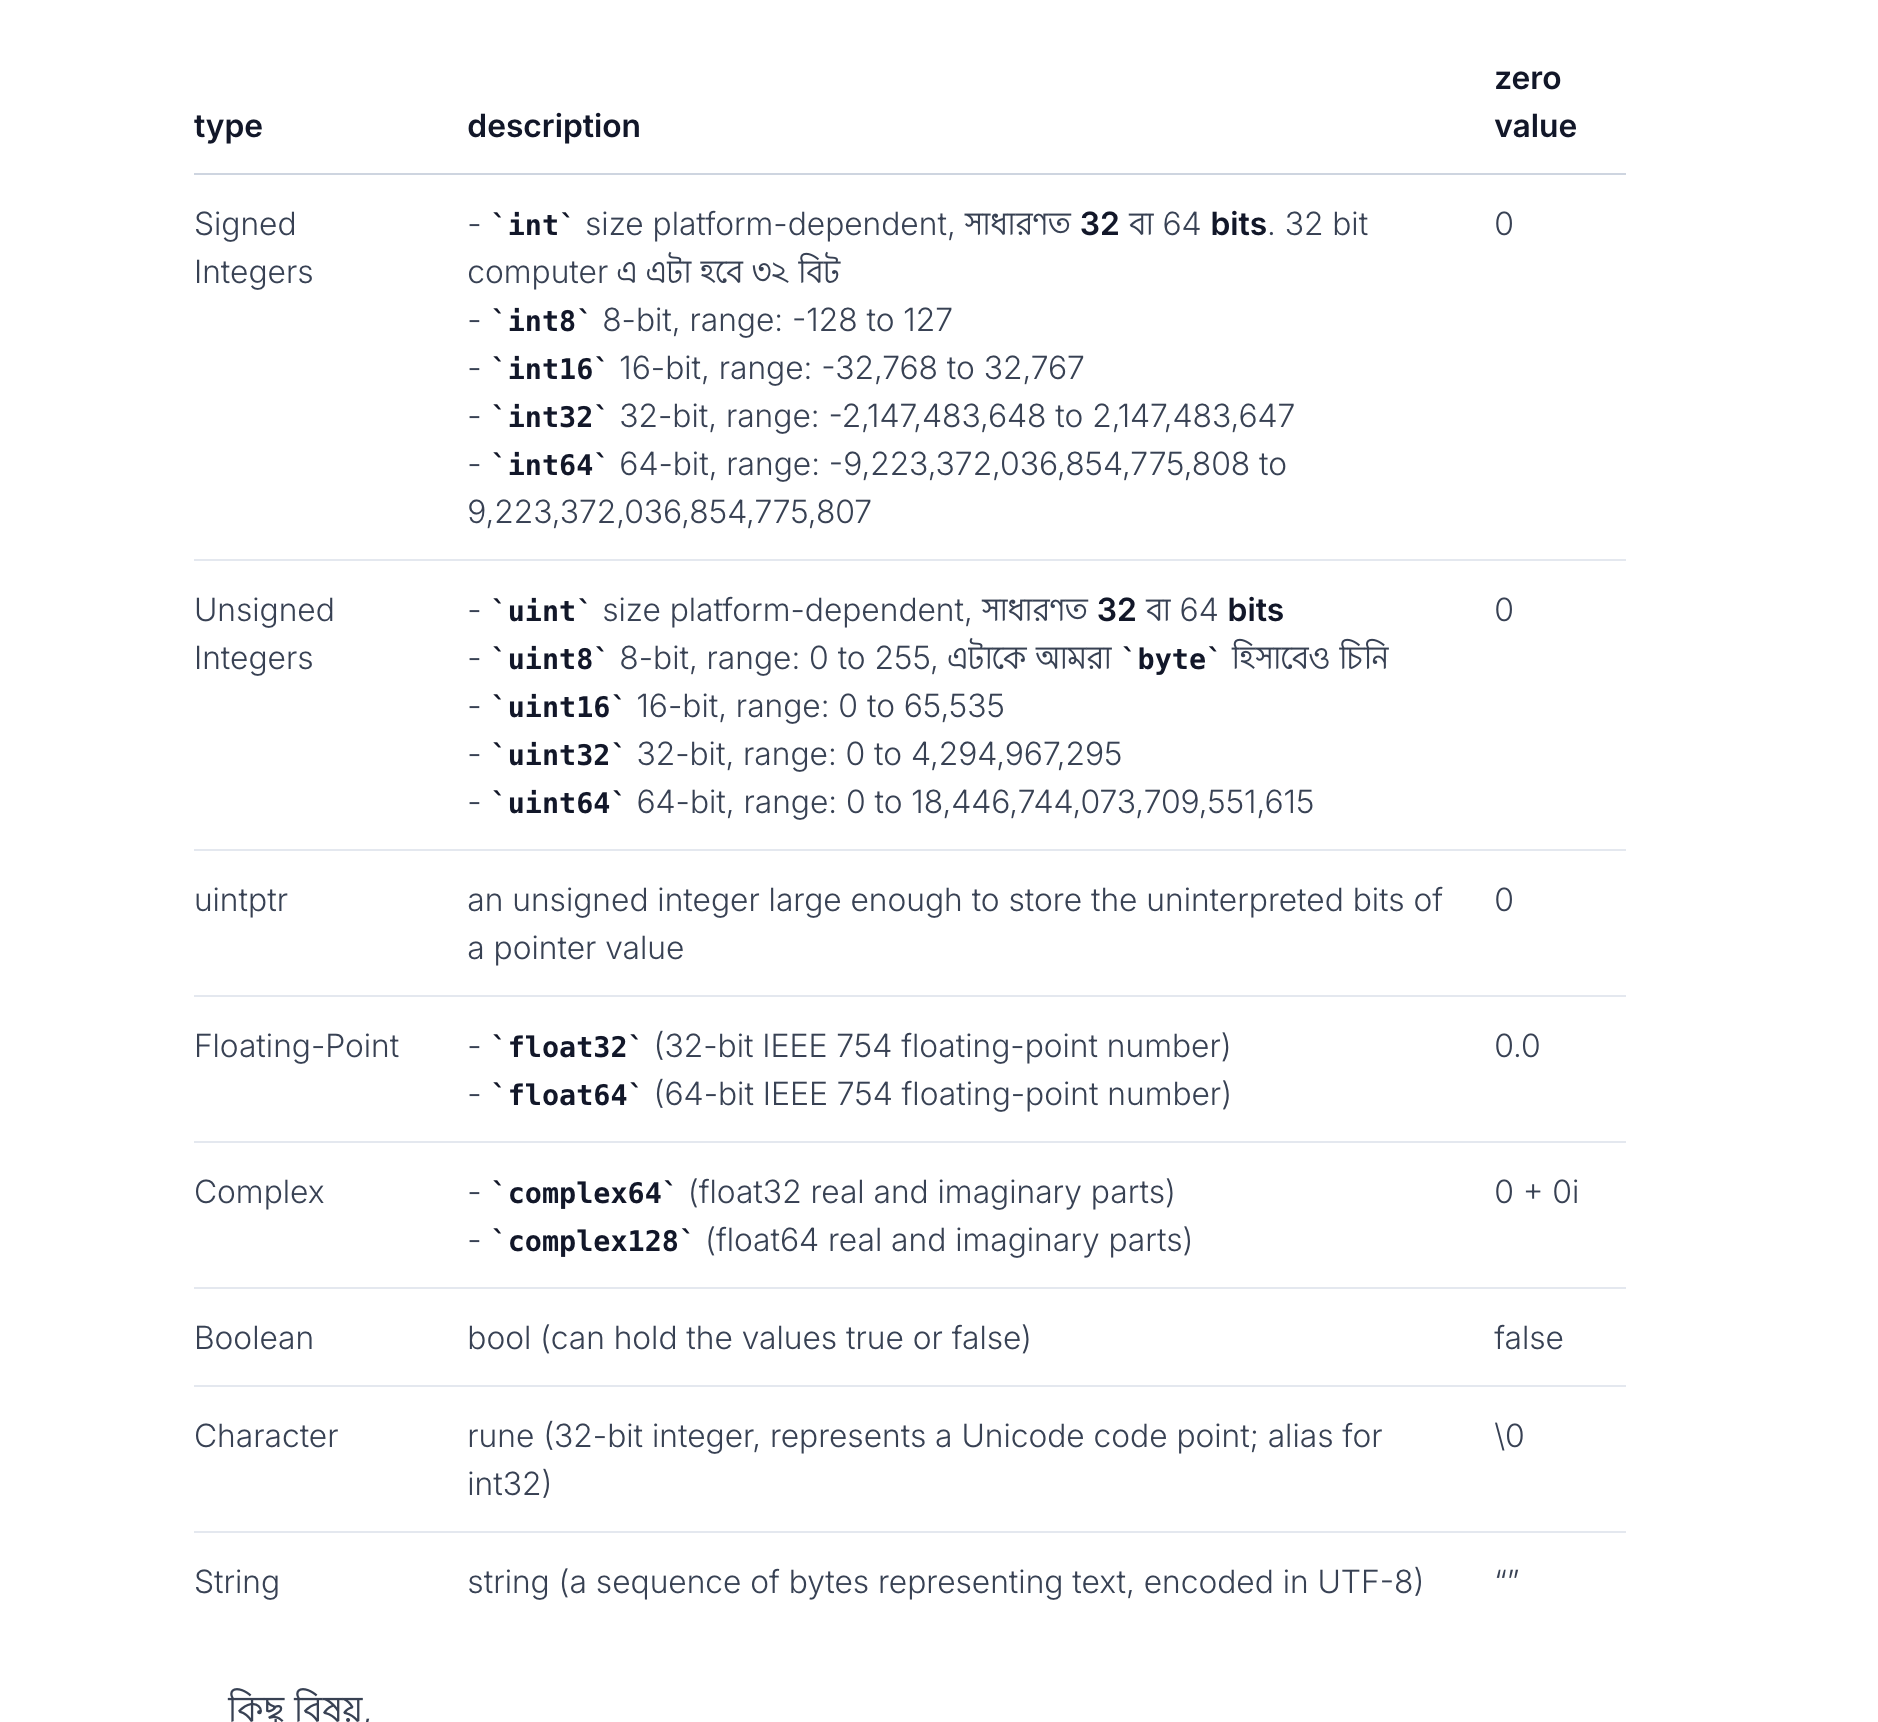 zero
type description value
Signed - `int` size platform-dependent, সাধারণত 32 বা 64 bits. 32 bit 0
Integers computer এ এটা হবে ৩২ বিট
- `int8` 8-bit, range: -128 to 127
- `int16` 16-bit, range: -32,768 to 32,767
- `int32` 32-bit, range: -2,147,483,648 to 2,147,483,647
- `int64` 64-bit, range: -9,223,372,036,854,775,808 to
9,223,372,036,854,775,807
Unsigned - `uint` size platform-dependent, সাধারণত 32 বা 64 bits 0
Integers - `uint8` 8-bit, range: 0 to 255, এটাকে আমরা `byte` হিসাবেও চিনি
- `uint16` 16-bit, range: 0 to 65,535
- `uint32` 32-bit, range: 0 to 4,294,967,295
- `uint64` 64-bit, range: 0 to 18,446,744,073,709,551,615
uintptr an unsigned integer large enough to store the uninterpreted bits of 0
a pointer value
Floating-Point - `float32` (32-bit IEEE 754 floating-point number) 0.0
- `float64` (64-bit IEEE 754 floating-point number)
Complex - `complex64` (float32 real and imaginary parts) 0 + 0i
- `complex128` (float64 real and imaginary parts)
Boolean bool (can hold the values true or false) false
Character rune (32-bit integer, represents a Unicode code point; alias for \0
int32)
String string (a sequence of bytes representing text, encoded in UTF-8) “”
কিছু বিষয়,